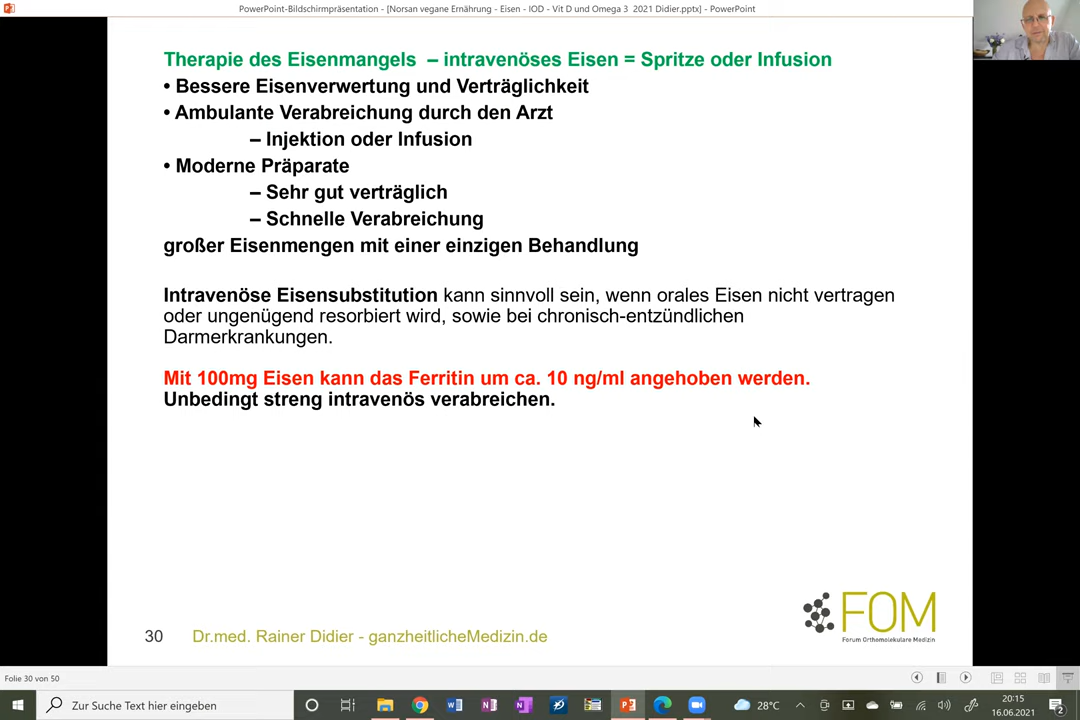 PowerPoint-Bildschirmpräsentation - [Norsan vegane Ernährung - Eisen - IOD - Vit D und Omega 3 2021 Didier.pptx] - PowerPoint
Therapie des Eisenmangels – intravenöses Eisen = Spritze oder Infusion
• Bessere Eisenverwertung und Verträglichkeit
• Ambulante Verabreichung durch den Arzt
– Injektion oder Infusion
• Moderne Präparate
– Sehr gut verträglich
– Schnelle Verabreichung
großer Eisenmengen mit einer einzigen Behandlung
Intravenöse Eisensubstitution kann sinnvoll sein, wenn orales Eisen nicht vertragen
oder ungenügend resorbiert wird, sowie bei chronisch-entzündlichen
Darmerkrankungen.
Mit 100mg Eisen kann das Ferritin um ca. 10 ng/ml angehoben werden.
Unbedingt streng intravenös verabreichen.
FOM
Forum Orthomolekulare Medizin
30 Dr.med. Rainer Didier - ganzheitlicheMedizin.de
Folie 30 von 50
Zur Suche Text hier eingeben
28°C
20:15
16.06.2021
2